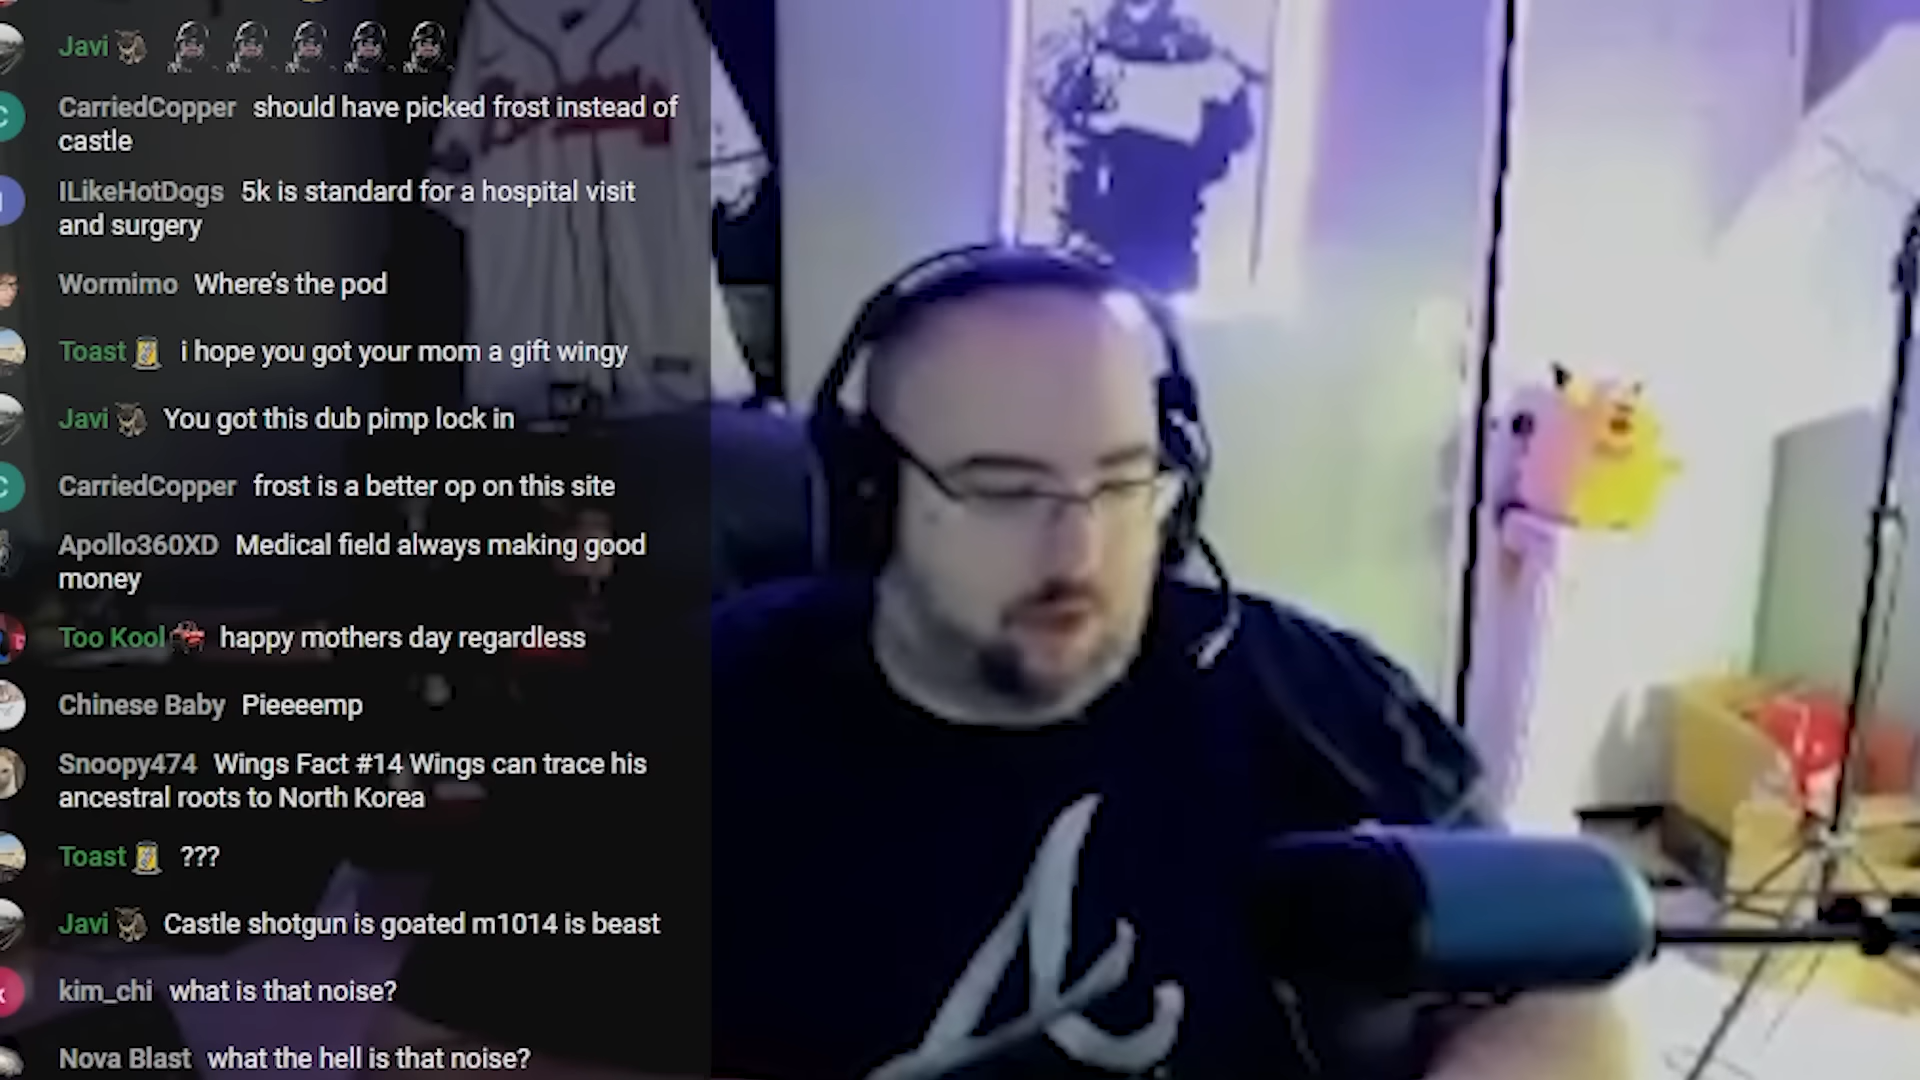 Javi
CarriedCopper should have picked frost instead of
castle
ILikeHotDogs 5k is standard for a hospital visit
and surgery
Wormimo Where's the pod
Toast i hope you got your mom a gift wingy
Javi You got this dub pimp lock in
CarriedCopper frost is a better op on this site
Apollo360XD Medical field always making good
money
Too Kool happy mothers day regardless
Chinese Baby Pieeeemp
Snoopy474 Wings Fact #14 Wings can trace his
ancestral roots to North Korea
Toast ???
Javi Castle shotgun is goated m1014 is beast
kim_chi what is that noise?
Nova Blast what the hell is that noise?
A